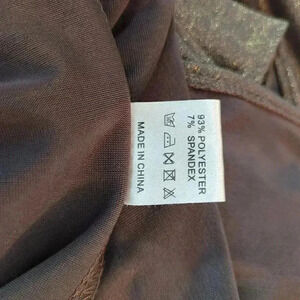 93% POLYESTER
7% SPANDEX
MADE IN CHINA